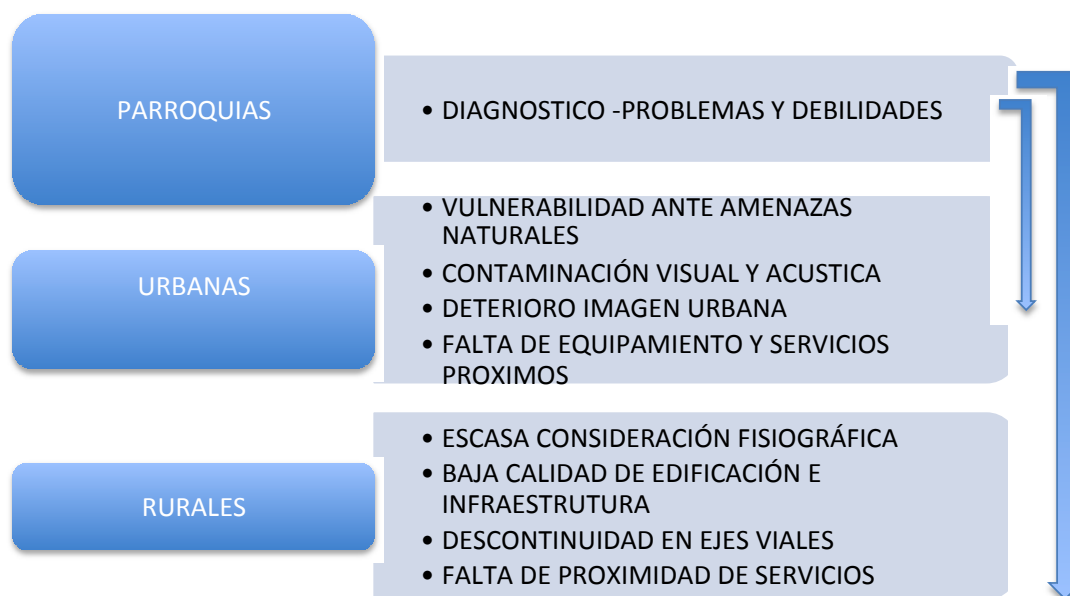 PARROQUIAS
• DIAGNOSTICO -PROBLEMAS Y DEBILIDADES
URBANAS
• VULNERABILIDAD ANTE AMENAZAS
NATURALES
• CONTAMINACIÓN VISUAL Y ACUSTICA
• DETERIORO IMAGEN URBANA
• FALTA DE EQUIPAMIENTO Y SERVICIOS
PROXIMOS
RURALES
• ESCASA CONSIDERACIÓN FISIOGRÁFICA
• BAJA CALIDAD DE EDIFICACIÓN E
INFRAESTRUTURA
• DESCONTINUIDAD EN EJES VIALES
• FALTA DE PROXIMIDAD DE SERVICIOS